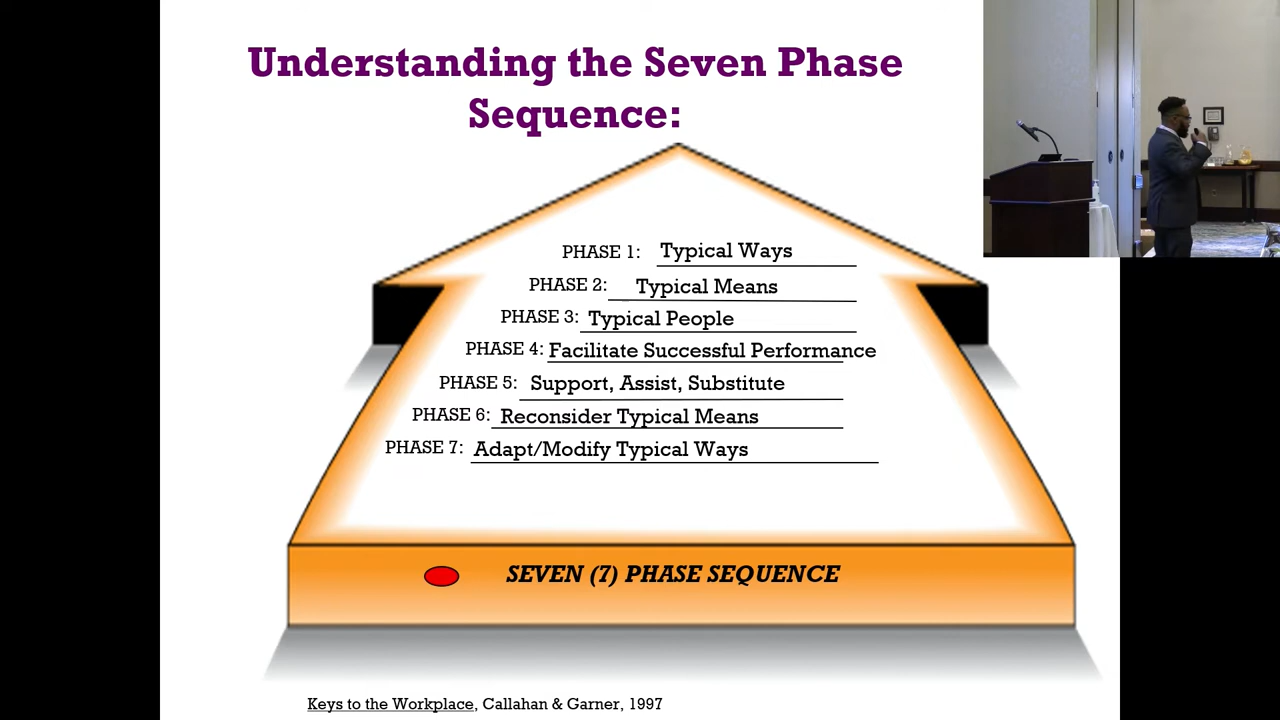 Understanding the Seven Phase
Sequence:
PHASE 1: Typical Ways
PHASE 2: Typical Means
PHASE 3: Typical People
PHASE 4: Facilitate Successful Performance
PHASE 5: Support, Assist, Substitute
PHASE 6: Reconsider Typical Means
PHASE 7: Adapt/Modify Typical Ways
SEVEN (7) PHASE SEQUENCE
Keys to the Workplace, Callahan & Garner, 1997